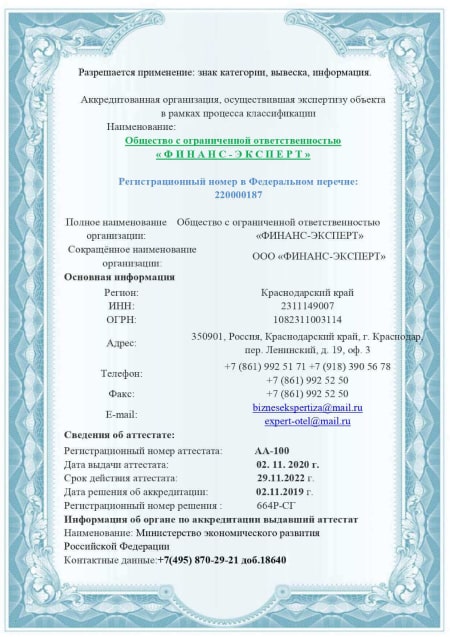 Разрешается применение: знак категории, вывеска, информация.
Аккредитованная организация, осуществившая экспертизу объекта
в рамках процесса классификации
Наименование:
Общество с ограниченной ответственностью
« Ф И Н А Н С - Э К С П Е Р Т »
Регистрационный номер в Федеральном перечне:
220000187
Полное наименование Общество с ограниченной ответственностью
организации: «ФИНАНС-ЭКСПЕРТ»
Сокращённое наименование
организации: ООО «ФИНАНС-ЭКСПЕРТ»
Основная информация
Регион: Краснодарский край
ИНН: 2311149007
ОГРН: 1082311003114
Адрес: 350901, Россия, Краснодарский край, г. Краснодар,
пер. Ленинский, д. 19, оф. 3
Телефон: +7 (861) 992 51 71 +7 (918) 390 56 78
+7 (861) 992 52 50
Факс: +7 (861) 992 52 50
E-mail: biznesekspertiza@mail.ru
expert-otel@mail.ru
Сведения об аттестате:
Регистрационный номер аттестата: АА-100
Дата выдачи аттестата: 02. 11. 2020 г.
Срок действия аттестата: 29.11.2022 г.
Дата решения об аккредитации: 02.11.2019 г.
Регистрационный номер решения : 664Р-СГ
Информация об органе по аккредитации выдавший аттестат
Наименование: Министерство экономического развития
Российской Федерации
Контактные данные:+7(495) 870-29-21 доб.18640